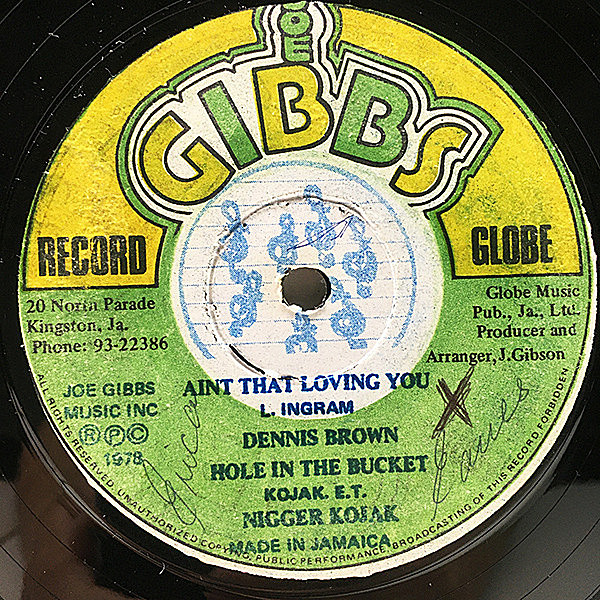 JOE
GIBBS
RECORD
GLOBE
20 North Parade
Kingston, Ja.
Phone: 93-22386
Globe Music
Pub., Ja., Ltd.
Producer and
Arranger, J.Gibson
JOE GIBBS
MUSIC INC
Ⓡ Ⓟ Ⓒ
1978
AINT THAT LOVING YOU
L. INGRAM
DENNIS BROWN
HOLE IN THE BUCKET
KOJAK. E.T.
NIGGER KOJAK
MADE IN JAMAICA
X
ALL RIGHTS RESERVED. UNAUTHORIZED COPYING, PUBLIC PERFORMANCE, BROADCASTING OF THIS RECORD FORBIDDEN